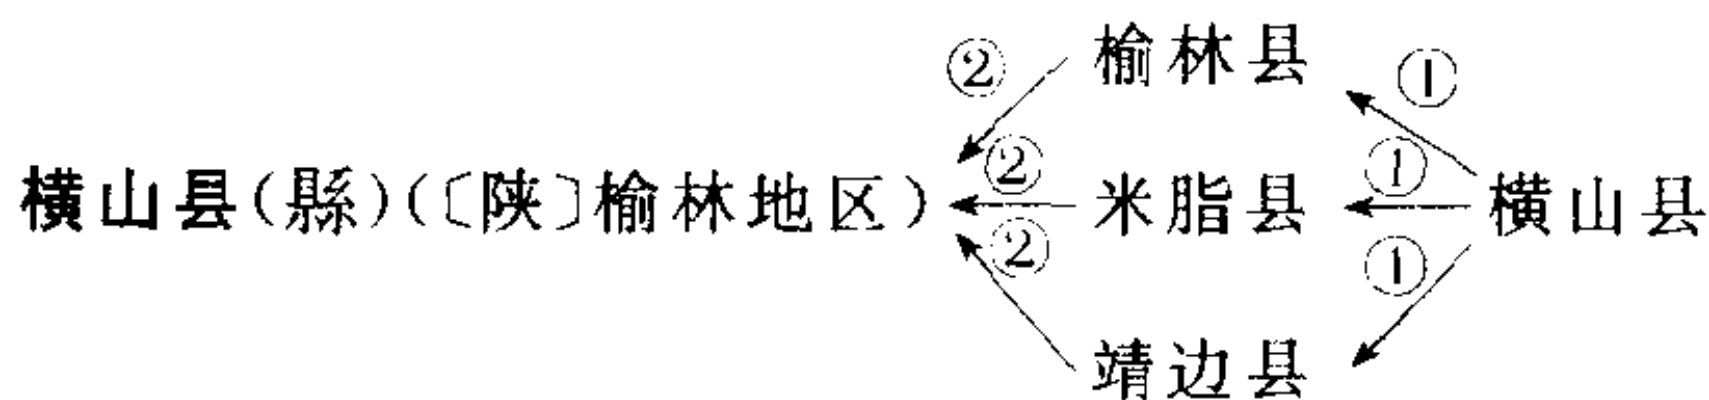 ② 榆林县 ①
横山县(縣)(〔陕〕榆林地区) ② 米脂县 ① 横山县
② 靖边县 ①